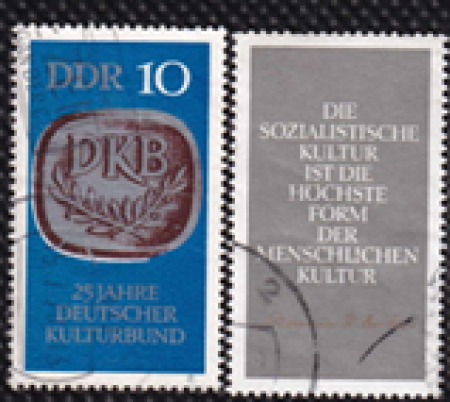 DDR 10
DKB
25 JAHRE
DEUTSCHER
KULTURBUND
DIE
SOZIALISTISCHE
KULTUR
IST DIE
HÖCHSTE
FORM
DER
MENSCHLICHEN
KULTUR